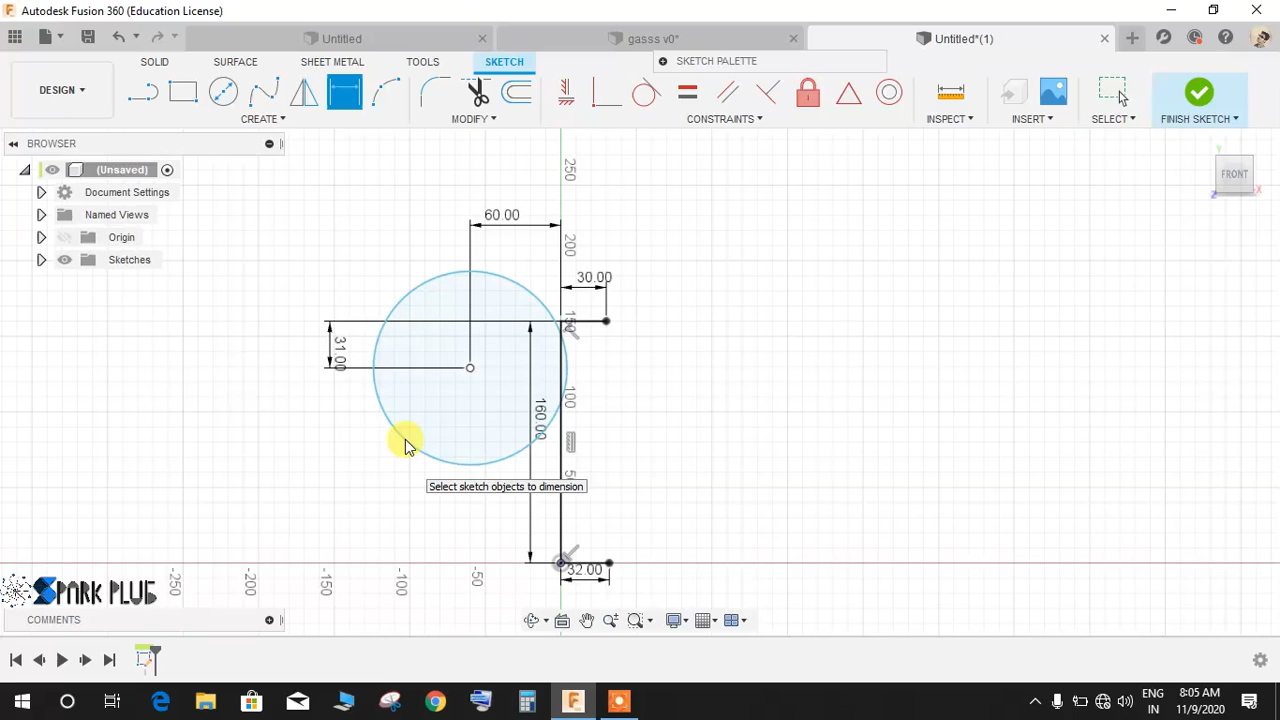 Autodesk Fusion 360 (Education License)
Untitled
gasss v0*
Untitled*(1)
SKETCH PALETTE
SOLID
SURFACE
SHEET METAL
TOOLS
SKETCH
DESIGN
CREATE
MODIFY
CONSTRAINTS
INSPECT
INSERT
SELECT
FINISH SKETCH
BROWSER
(Unsaved)
Document Settings
Named Views
Origin
Sketches
FRONT
Y
X
Z
250
60.00
200
30.00
150
31.00
100
160.00
Select sketch objects to dimension
-250
-200
-150
-100
-50
32.00
SPARK PLUG
COMMENTS
ENG
IN
8:05 AM
11/9/2020